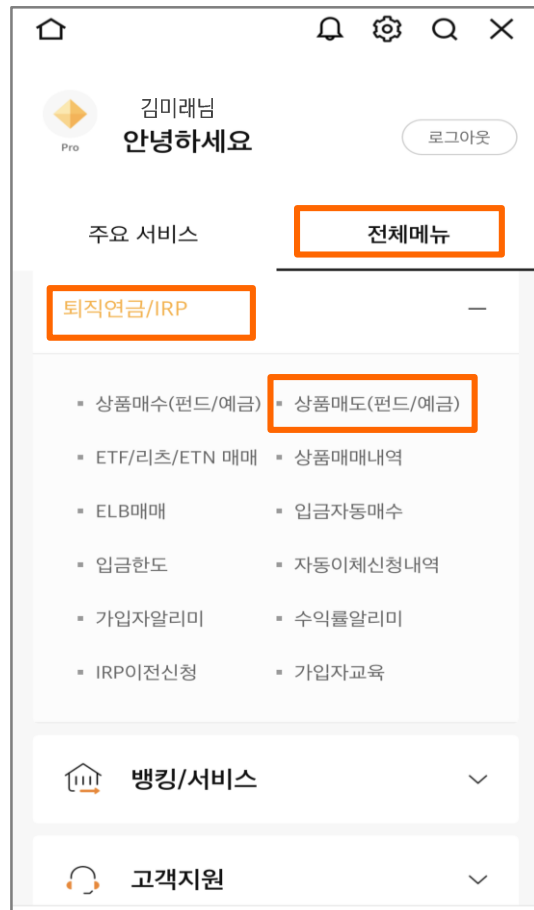 김미래님
Pro
안녕하세요
로그아웃
주요 서비스
전체메뉴
퇴직연금/IRP
상품매수(펀드/예금)
상품매도(펀드/예금)
ETF/리츠/ETN 매매
상품매매내역
ELB매매
입금자동매수
입금한도
자동이체신청내역
가입자알리미
수익률알리미
IRP이전신청
가입자교육
뱅킹/서비스
고객지원